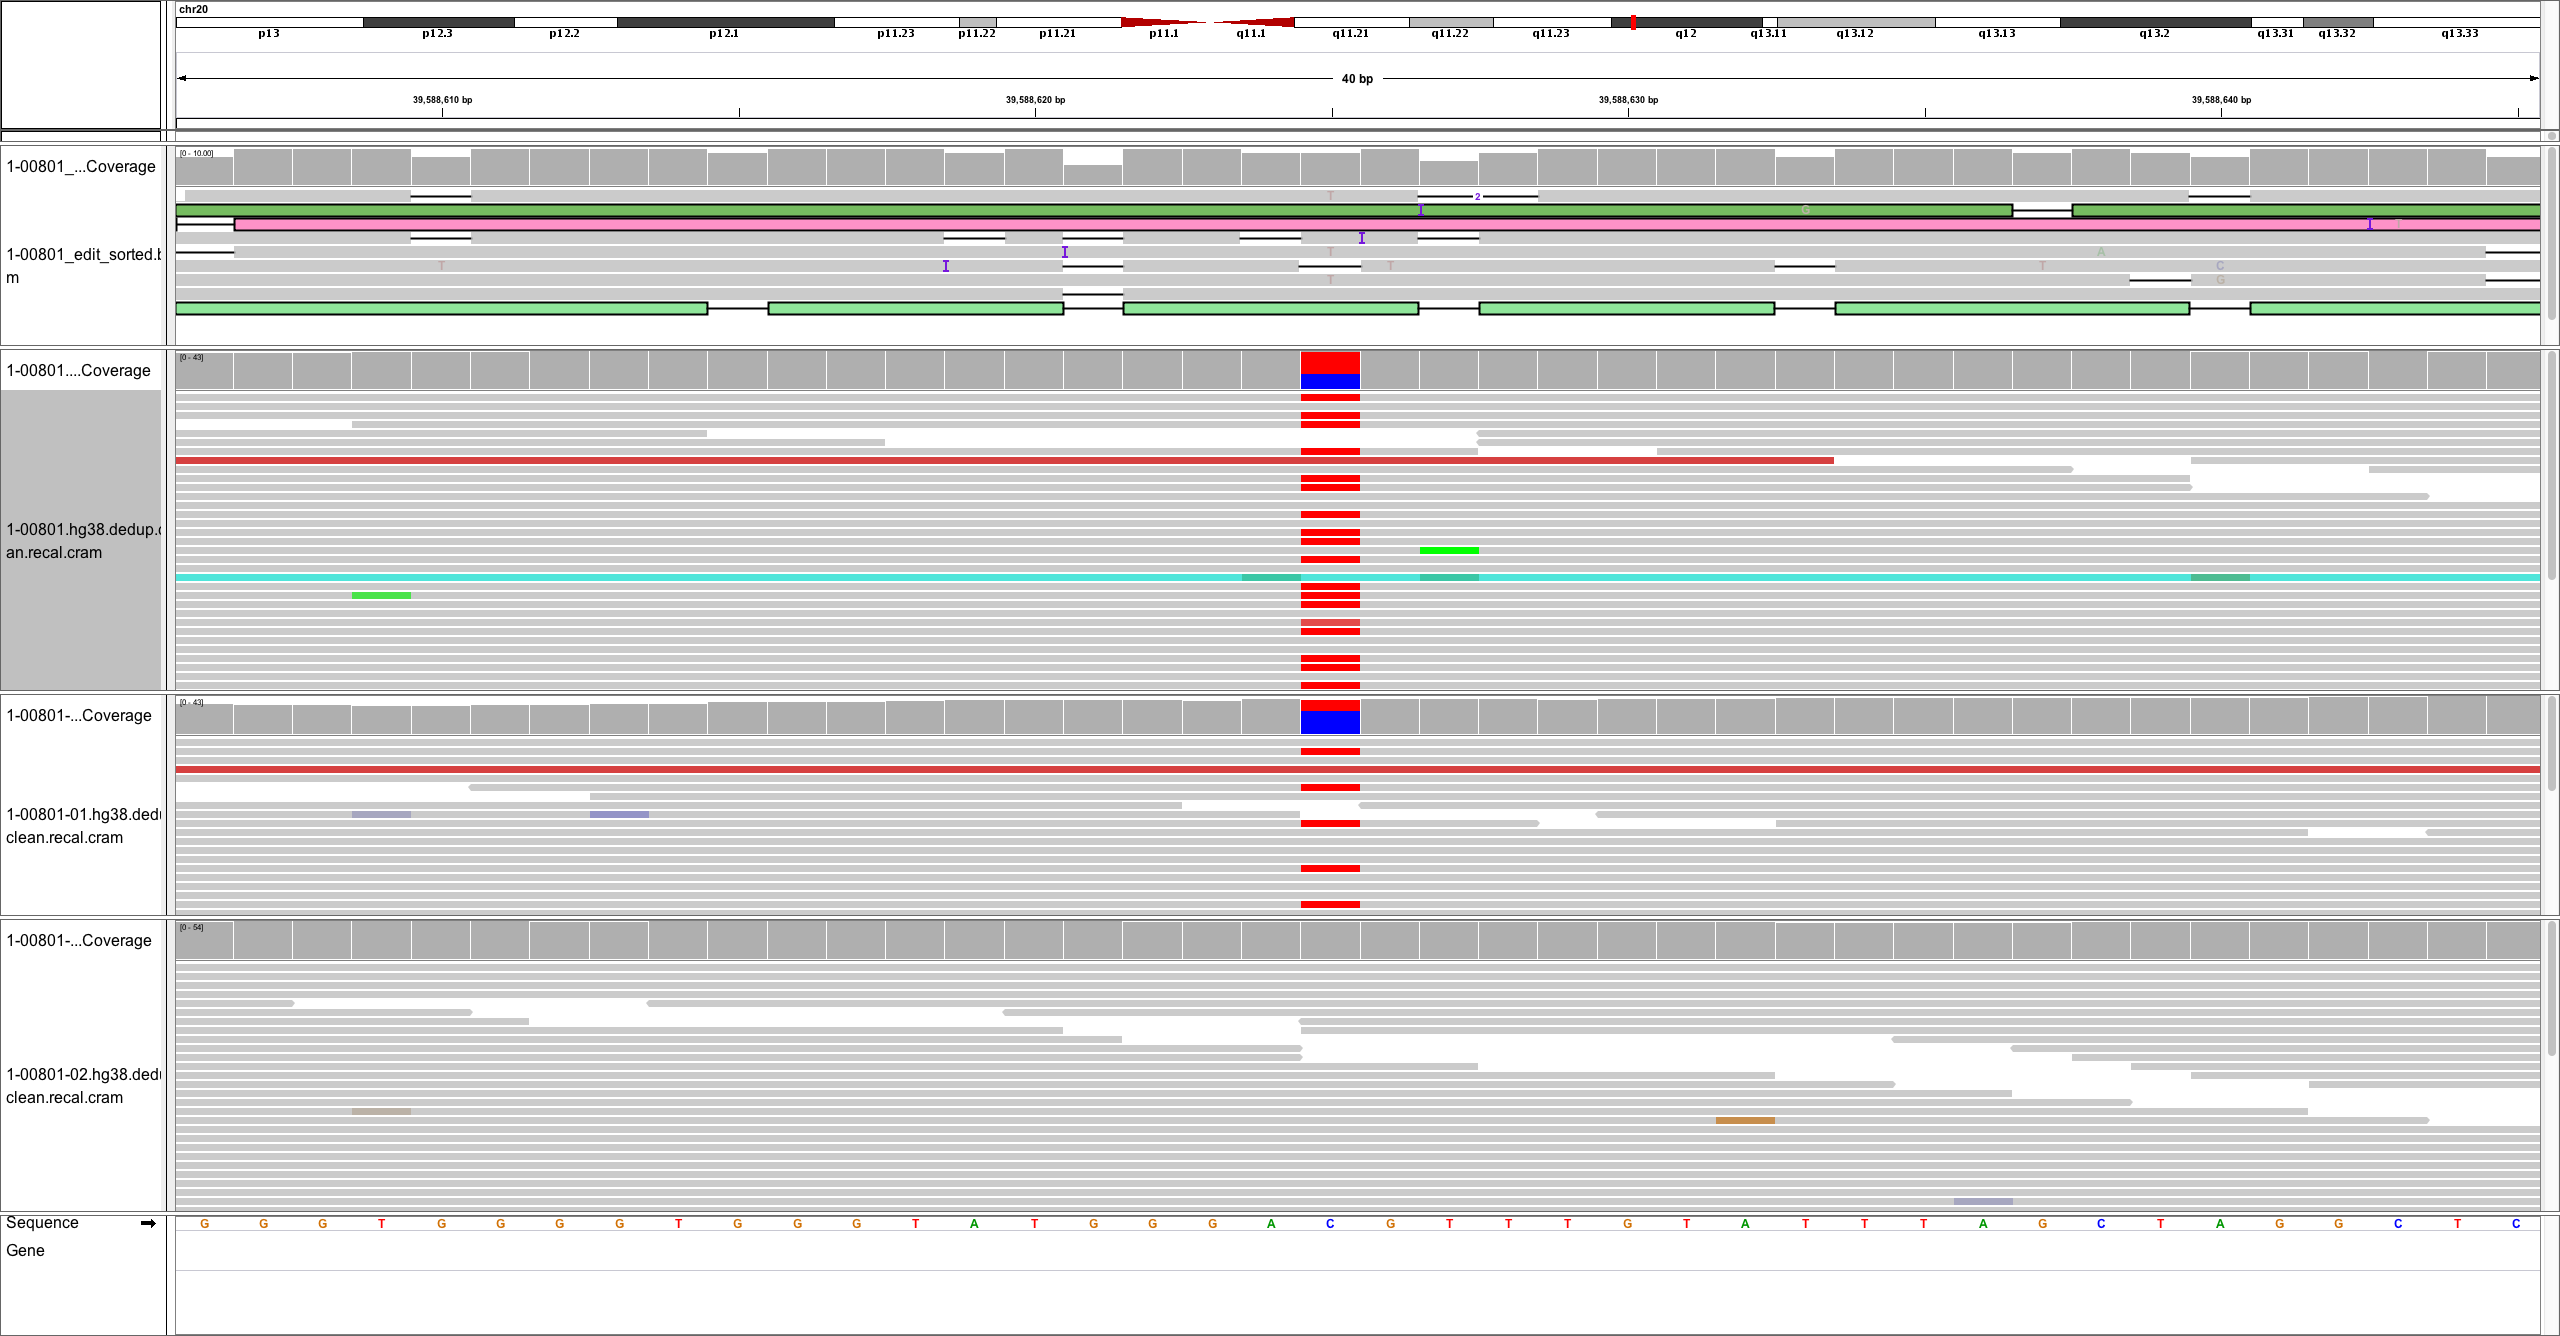 chr20
p13 p12.3 p12.2 p12.1 p11.23 p11.22 p11.21 p11.1 q11.1 q11.21 q11.22 q11.23 q12 q13.11 q13.12 q13.13 q13.2 q13.31 q13.32 q13.33
40 bp
39,588,610 bp 39,588,620 bp 39,588,630 bp 39,588,640 bp
1-00801_...Coverage
[0 - 10.00]
T 2
I G
I T
I
I T A
T I T T C
T G
1-00801_edit_sorted.b
m
1-00801....Coverage
[0 - 43]
1-00801.hg38.dedup.c
an.recal.cram
1-00801-...Coverage
[0 - 43]
1-00801-01.hg38.dedu
clean.recal.cram
1-00801-...Coverage
[0 - 54]
1-00801-02.hg38.dedu
clean.recal.cram
Sequence G G G T G G G G T G G G T A T G G G A C G T T T G T A T T T A G C T A G G C T C
Gene